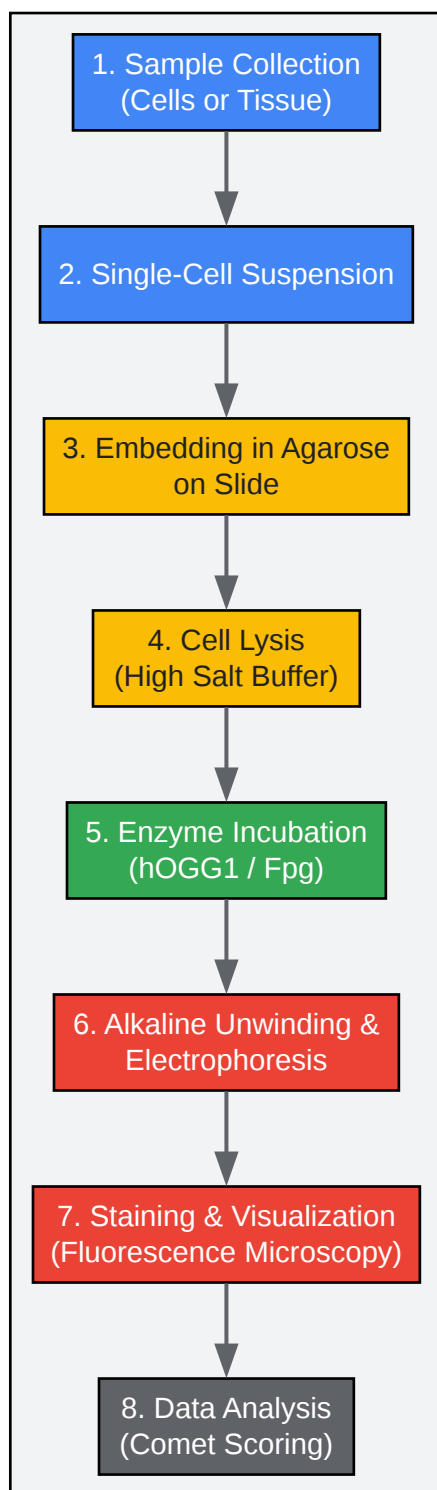 1. Sample Collection
(Cells or Tissue)
2. Single-Cell Suspension
3. Embedding in Agarose
on Slide
4. Cell Lysis
(High Salt Buffer)
5. Enzyme Incubation
(hOGG1 / Fpg)
6. Alkaline Unwinding &
Electrophoresis
7. Staining & Visualization
(Fluorescence Microscopy)
8. Data Analysis
(Comet Scoring)